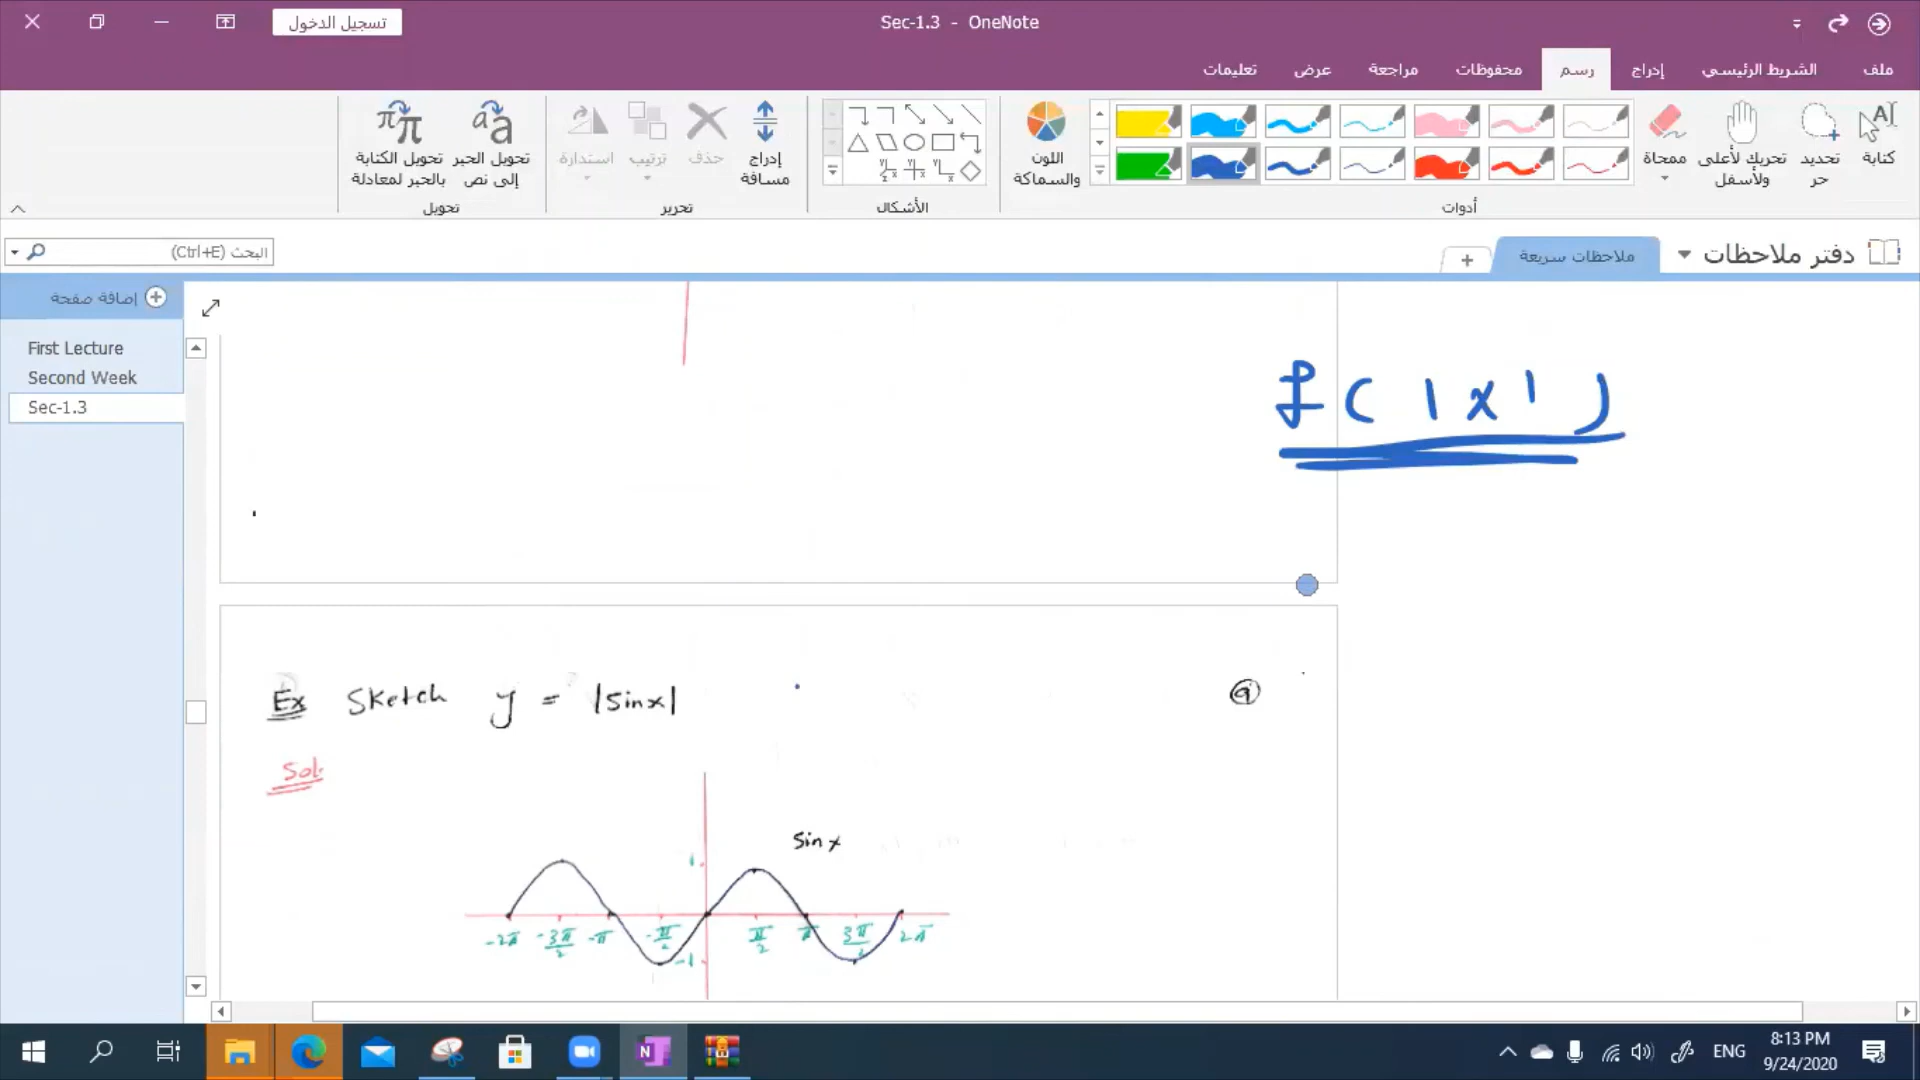 تسجيل الدخول
Sec-1.3 - OneNote
ملف
الشريط الرئيسي
إدراج
رسم
محفوظات
مراجعة
عرض
تعليمات
كتابة
تحديد حر
تحريك لأعلى ولأسفل
ممحاة
أدوات
اللون والسماكة
الأشكال
إدراج مسافة
حذف
ترتيب
استدارة
تحرير
تحويل الحبر إلى نص
تحويل الكتابة بالحبر لمعادلة
تحويل
دفتر ملاحظات
ملاحظات سريعة
البحث (Ctrl+E)
إضافة صفحة
First Lecture
Second Week
Sec-1.3
f(|x|)
Ex Sketch y = |sinx|
9
Sol:
sinx
1
-2π -3π/2 -π -π/2 π/2 π 3π/2 2π
-1
ENG
8:13 PM
9/24/2020